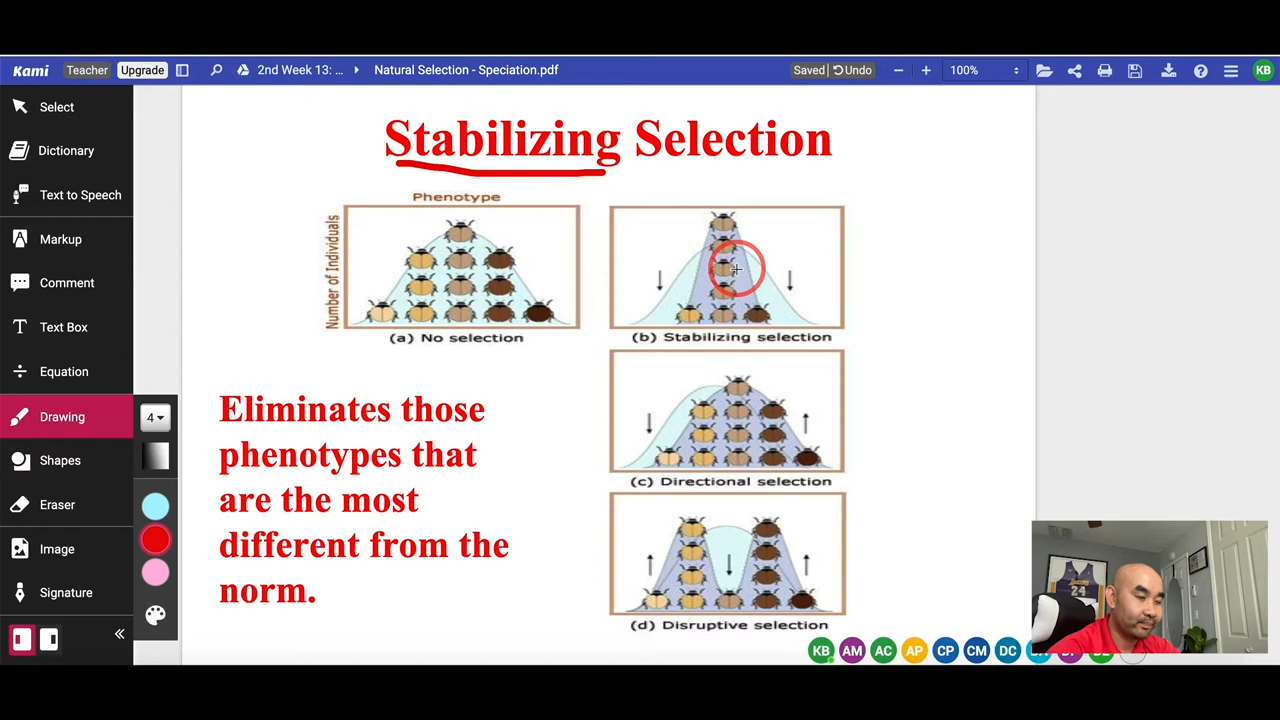 Kami
Teacher
Upgrade
2nd Week 13: ...
Natural Selection - Speciation.pdf
Saved
Undo
100%
KB
Select
Dictionary
Text to Speech
Markup
Comment
Text Box
Equation
Drawing
4
Shapes
Eraser
Image
Signature
Stabilizing Selection
Phenotype
Number of Individuals
(a) No selection
(b) Stabilizing selection
(c) Directional selection
(d) Disruptive selection
Eliminates those
phenotypes that
are the most
different from the
norm.
KB AM AC AP CP CM DC
24